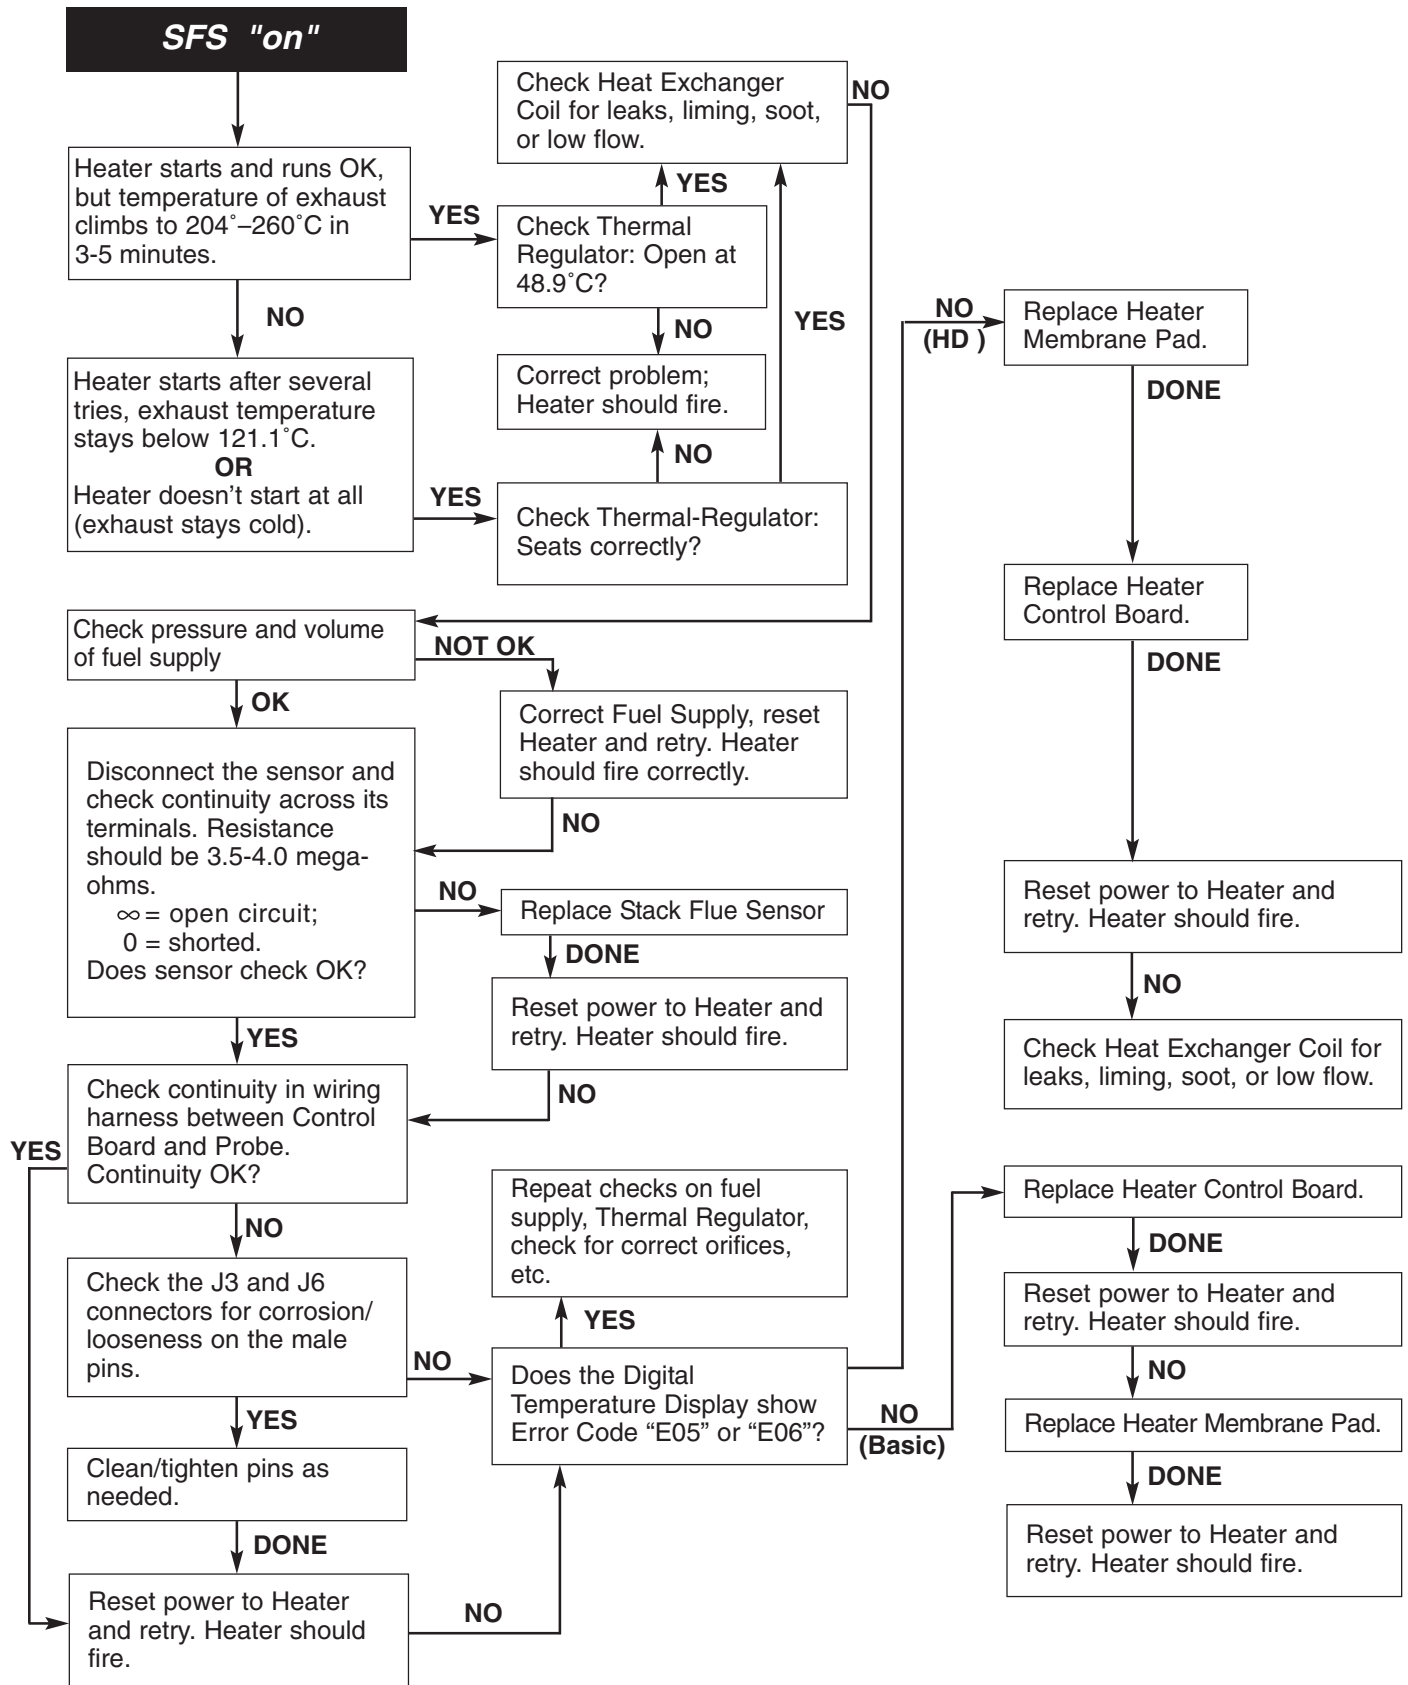 SFS "on"
Heater starts and runs OK,
but temperature of exhaust
climbs to 204˚–260˚C in
3-5 minutes.
YES
NO
Check Heat Exchanger
Coil for leaks, liming, soot,
or low flow.
NO
YES
Check Thermal
Regulator: Open at
48.9˚C?
YES
NO
Correct problem;
Heater should fire.
NO
Heater starts after several
tries, exhaust temperature
stays below 121.1˚C.
OR
Heater doesn't start at all
(exhaust stays cold).
YES
Check Thermal-Regulator:
Seats correctly?
Check pressure and volume
of fuel supply
NOT OK
OK
Correct Fuel Supply, reset
Heater and retry. Heater
should fire correctly.
NO
Disconnect the sensor and
check continuity across its
terminals. Resistance
should be 3.5-4.0 mega-
ohms.
∞ = open circuit;
0 = shorted.
Does sensor check OK?
NO
Replace Stack Flue Sensor
DONE
Reset power to Heater and
retry. Heater should fire.
NO
YES
Check continuity in wiring
harness between Control
Board and Probe.
Continuity OK?
YES
NO
Check the J3 and J6
connectors for corrosion/
looseness on the male
pins.
NO
YES
Clean/tighten pins as
needed.
DONE
Reset power to Heater
and retry. Heater should
fire.
NO
Repeat checks on fuel
supply, Thermal Regulator,
check for correct orifices,
etc.
YES
Does the Digital
Temperature Display show
Error Code “E05” or “E06”?
NO
(HD )
Replace Heater
Membrane Pad.
DONE
Replace Heater
Control Board.
DONE
Reset power to Heater and
retry. Heater should fire.
NO
Check Heat Exchanger Coil for
leaks, liming, soot, or low flow.
NO
(Basic)
Replace Heater Control Board.
DONE
Reset power to Heater and
retry. Heater should fire.
NO
Replace Heater Membrane Pad.
DONE
Reset power to Heater and
retry. Heater should fire.